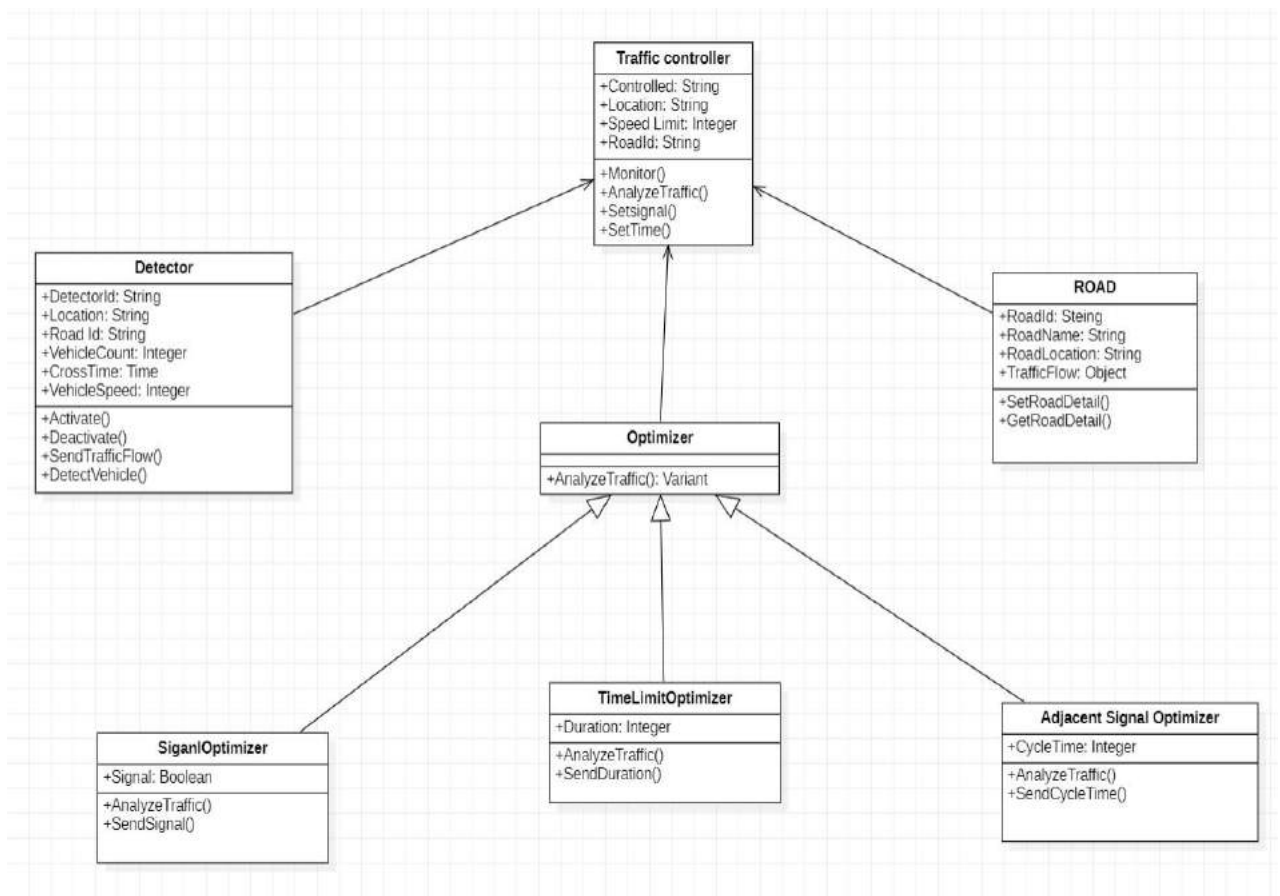 Traffic controller
+Controlled: String
+Location: String
+Speed Limit: Integer
+RoadId: String
+Monitor()
+AnalyzeTraffic()
+Setsignal()
+SetTime()
Detector
+DetectorId: String
+Location: String
+Road Id: String
+VehicleCount: Integer
+CrossTime: Time
+VehicleSpeed: Integer
+Activate()
+Deactivate()
+SendTrafficFlow()
+DetectVehicle()
ROAD
+RoadId: Steing
+RoadName: String
+RoadLocation: String
+TrafficFlow: Object
+SetRoadDetail()
+GetRoadDetail()
Optimizer
+AnalyzeTraffic(): Variant
SiganlOptimizer
+Signal: Boolean
+AnalyzeTraffic()
+SendSignal()
TimeLimitOptimizer
+Duration: Integer
+AnalyzeTraffic()
+SendDuration()
Adjacent Signal Optimizer
+CycleTime: Integer
+AnalyzeTraffic()
+SendCycleTime()